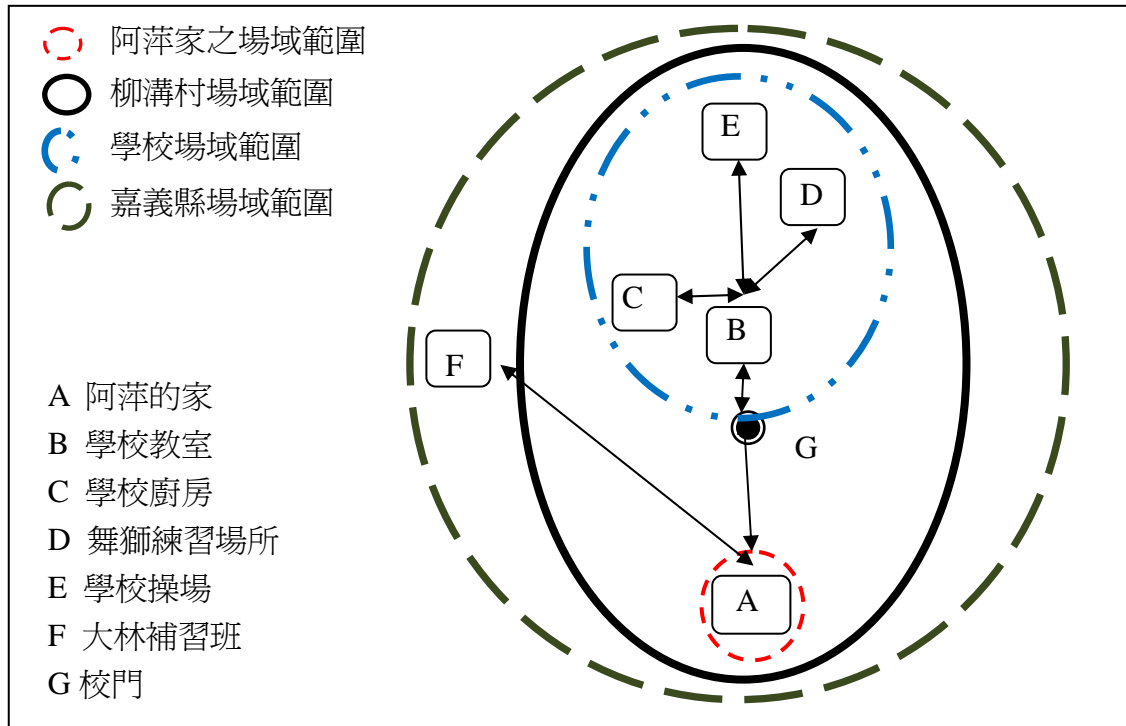 阿萍家之場域範圍
柳溝村場域範圍
學校場域範圍
嘉義縣場域範圍
E
D
C
B
F
G
A
A 阿萍的家
B 學校教室
C 學校廚房
D 舞獅練習場所
E 學校操場
F 大林補習班
G 校門